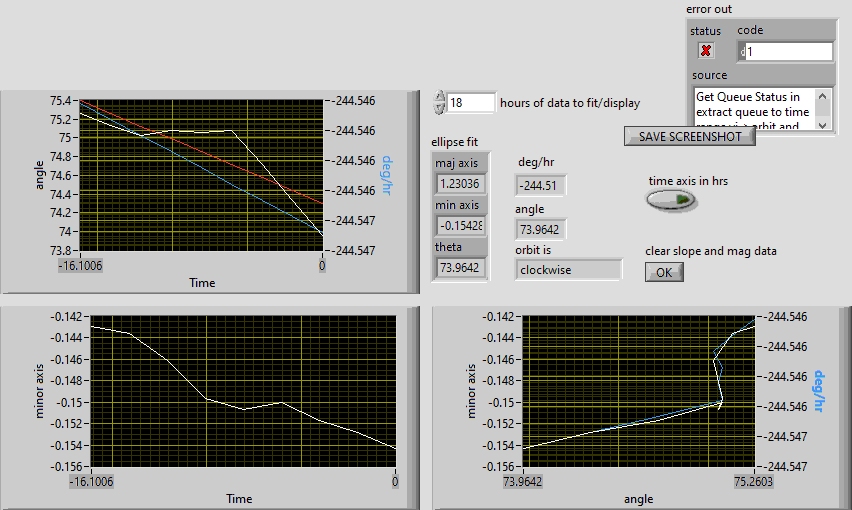 error out
status
code
d1
source
Get Queue Status in
extract queue to time
orbit and
SAVE SCREENSHOT
18
hours of data to fit/display
time axis in hrs
clear slope and mag data
OK
ellipse fit
maj axis
1.23036
min axis
-0.15428
theta
73.9642
deg/hr
-244.51
angle
73.9642
orbit is
clockwise
angle
75.4
75.2
75
74.8
74.6
74.4
74.2
74
73.8
-244.546
-244.546
-244.546
-244.546
-244.547
-244.547
deg/hr
-16.1006
0
Time
minor axis
-0.142
-0.144
-0.146
-0.148
-0.15
-0.152
-0.154
-0.156
-16.1006
0
Time
minor axis
-0.142
-0.144
-0.146
-0.148
-0.15
-0.152
-0.154
-0.156
-244.546
-244.546
-244.546
-244.546
-244.547
-244.547
deg/hr
73.9642
75.2603
angle